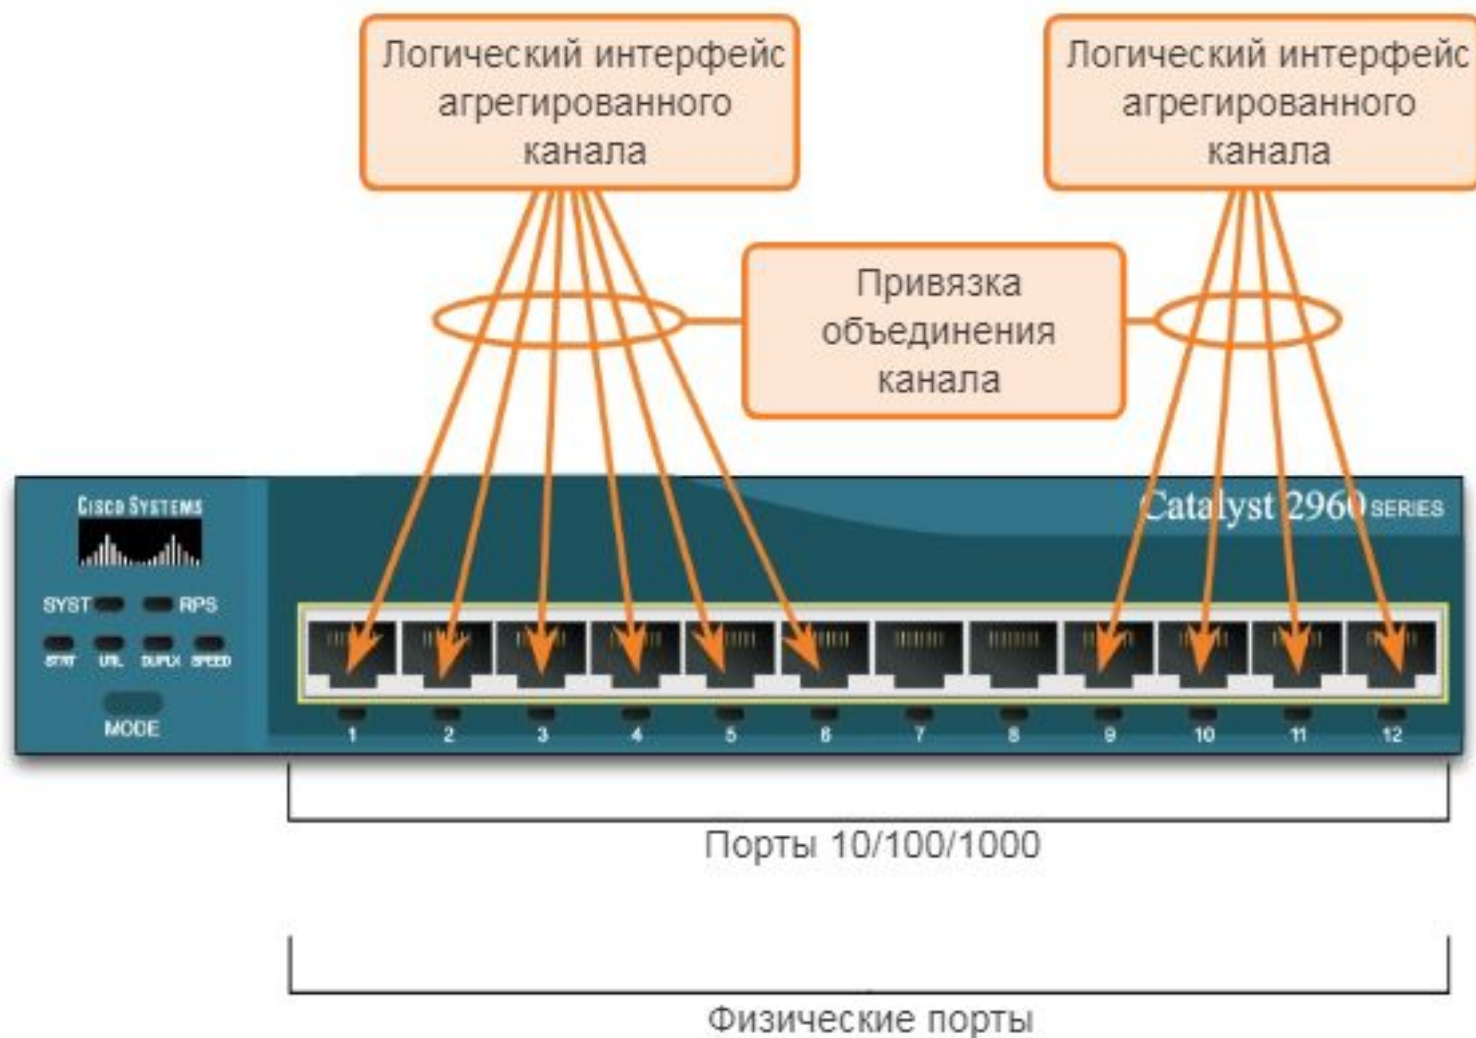 Логический интерфейс
агрегированного
канала
Логический интерфейс
агрегированного
канала
Привязка
объединения
канала
CISCO SYSTEMS
Catalyst 2960 SERIES
SYST RPS
STAT UTIL DUPLX SPEED
MODE
1 2 3 4 5 6 7 8 9 10 11 12
Порты 10/100/1000
Физические порты